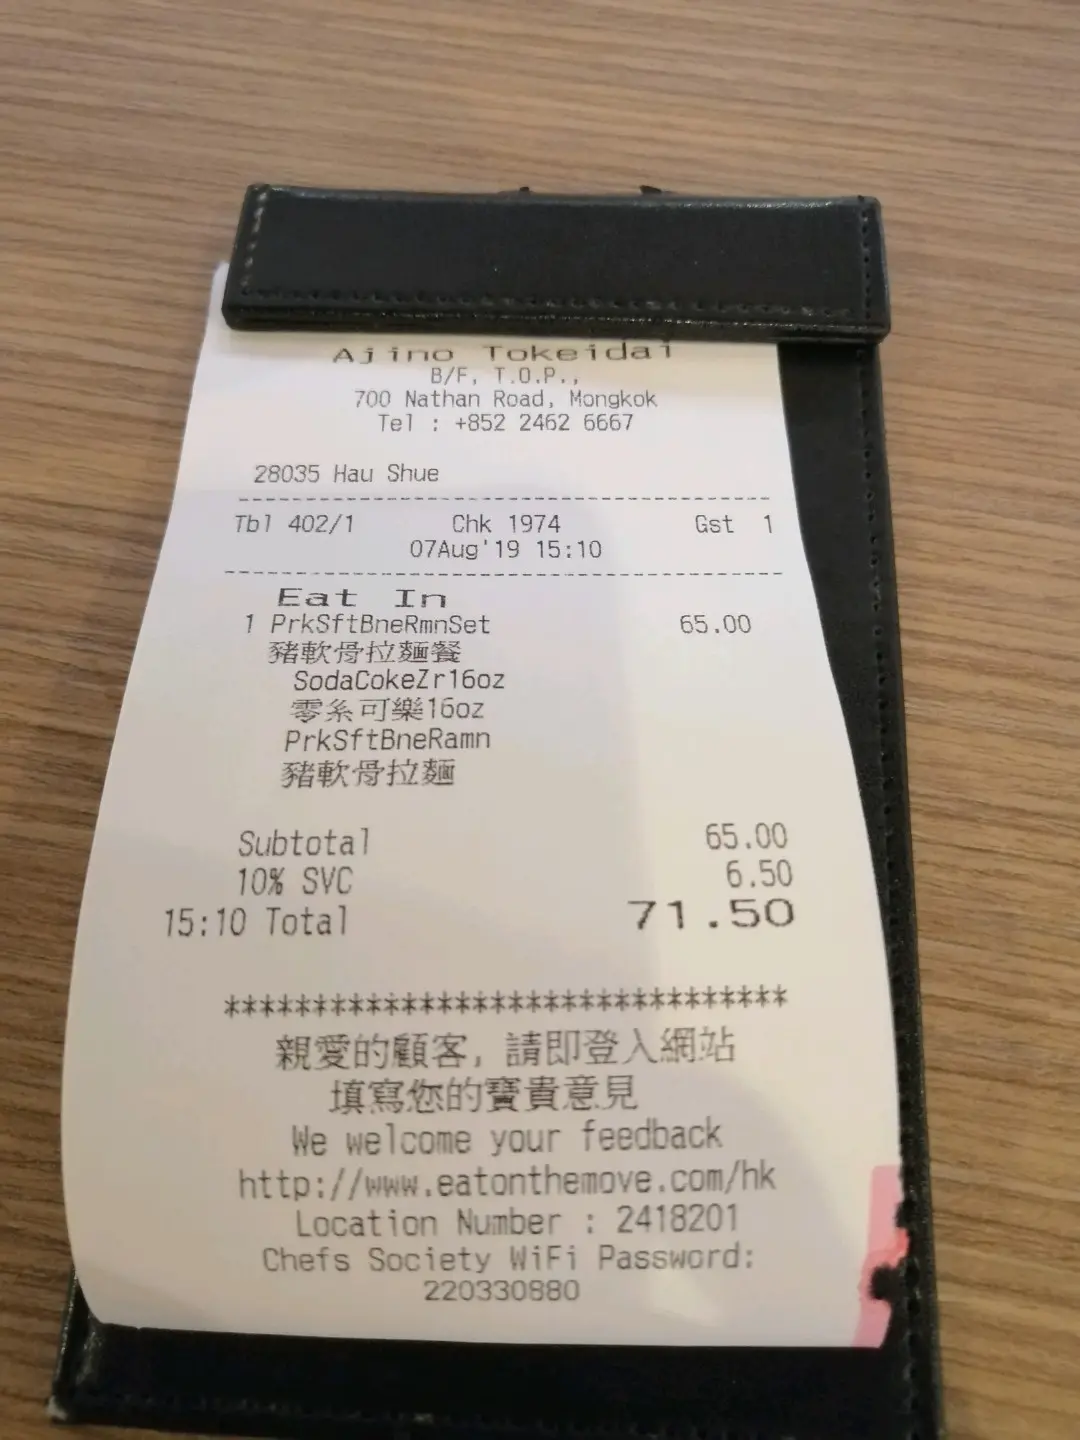 Ajino Tokeidai
B/F, T.O.P.,
700 Nathan Road, Mongkok
Tel : +852 2462 6667
28035 Hau Shue
Tbl 402/1 Chk 1974 Gst 1
07Aug'19 15:10
Eat In
1 PrkSftBneRmnSet 65.00
豬軟骨拉麵餐
SodaCokeZr16oz
零系可樂16oz
PrkSftBneRamn
豬軟骨拉麵
Subtotal 65.00
10% SVC 6.50
15:10 Total 71.50
********************************
親愛的顧客, 請即登入網站
填寫您的寶貴意見
We welcome your feedback
http://www.eatonthemove.com/hk
Location Number : 2418201
Chefs Society WiFi Password:
220330880